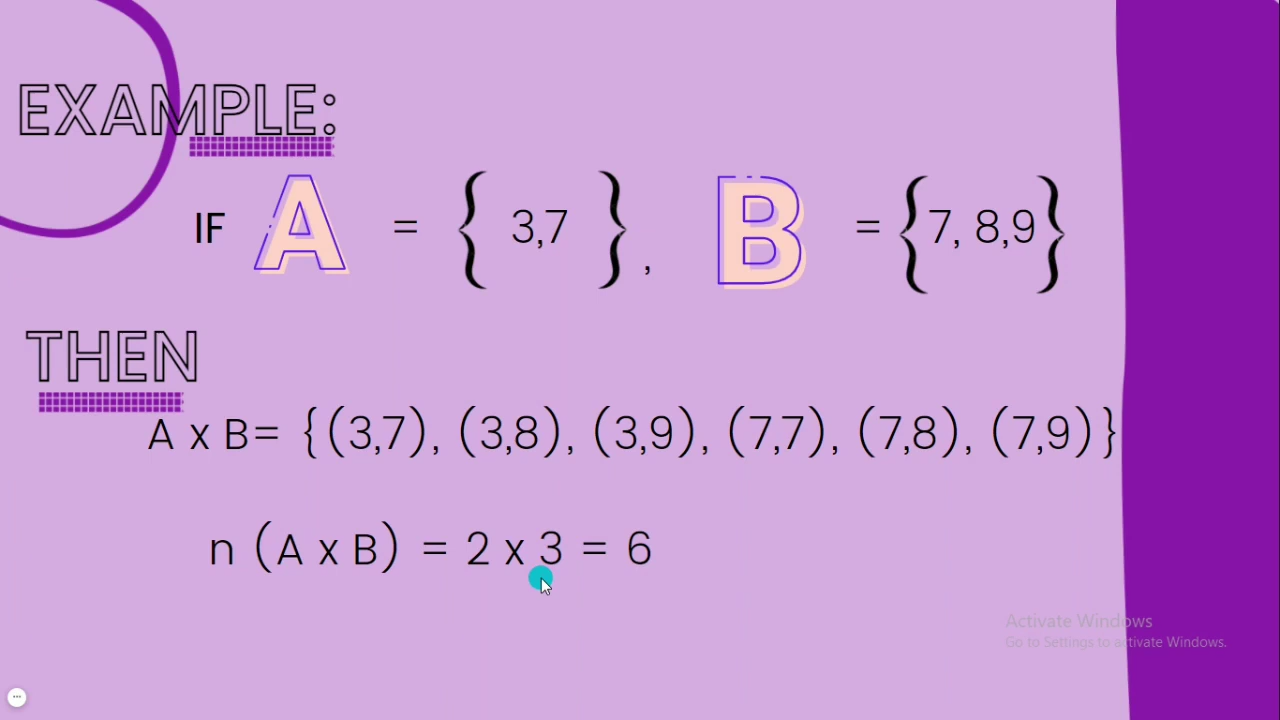 EXAMPLE:
IF A = { 3,7 } , B = {7, 8,9}
THEN
A x B= {(3,7), (3,8), (3,9), (7,7), (7,8), (7,9)}
n (A x B) = 2 x 3 = 6
Activate Windows
Go to Settings to activate Windows.